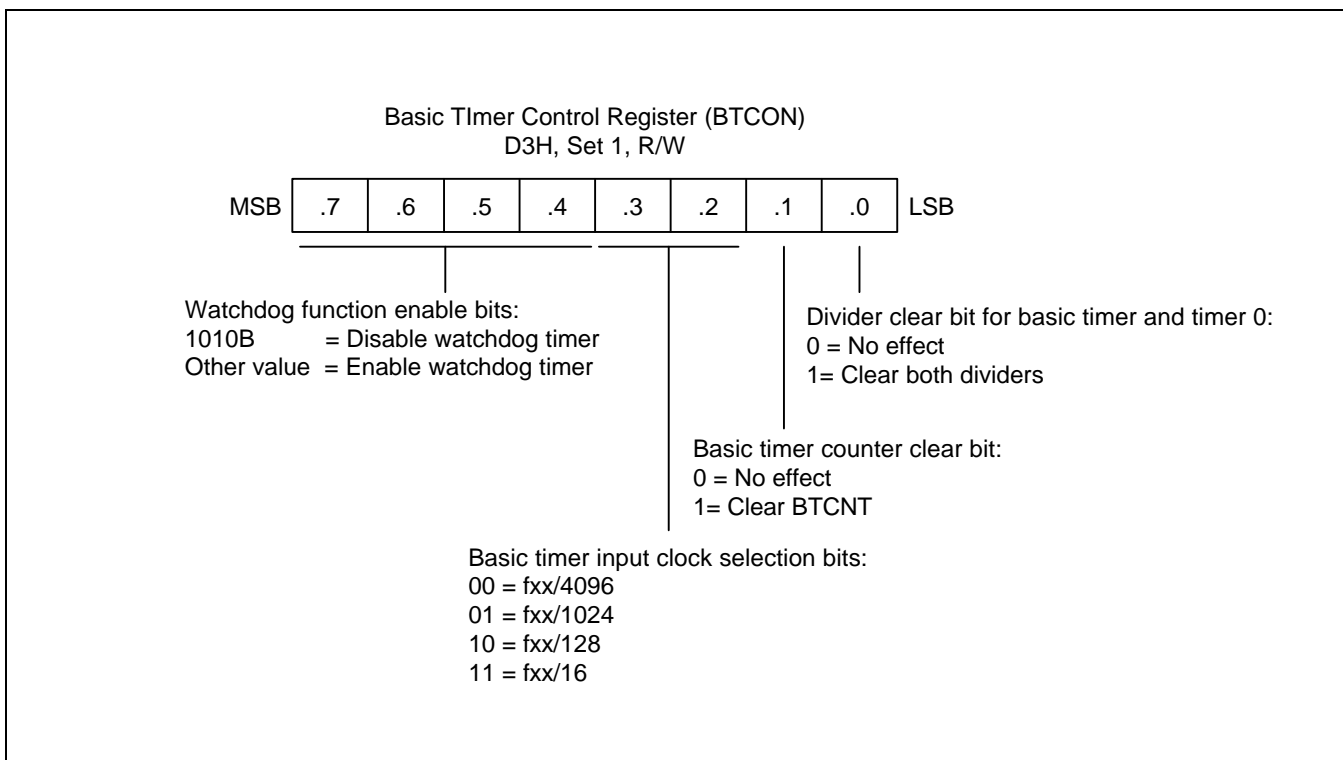 Basic TImer Control Register (BTCON)
D3H, Set 1, R/W
MSB .7 .6 .5 .4 .3 .2 .1 .0 LSB
Watchdog function enable bits:
1010B = Disable watchdog timer
Other value = Enable watchdog timer
Divider clear bit for basic timer and timer 0:
0 = No effect
1= Clear both dividers
Basic timer counter clear bit:
0 = No effect
1= Clear BTCNT
Basic timer input clock selection bits:
00 = fxx/4096
01 = fxx/1024
10 = fxx/128
11 = fxx/16